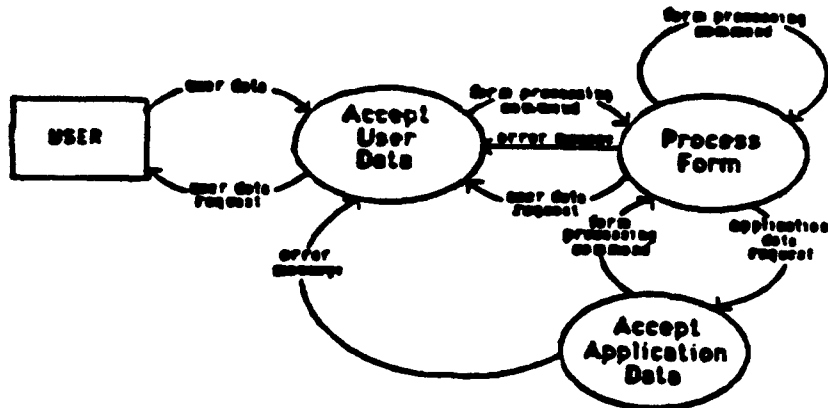 form processing
command
user data
form processing
command
USER
Accept
User
Data
error message
Process
Form
user data
request
user data
request
form
processing
command
application
data
request
error
message
Accept
Application
Data